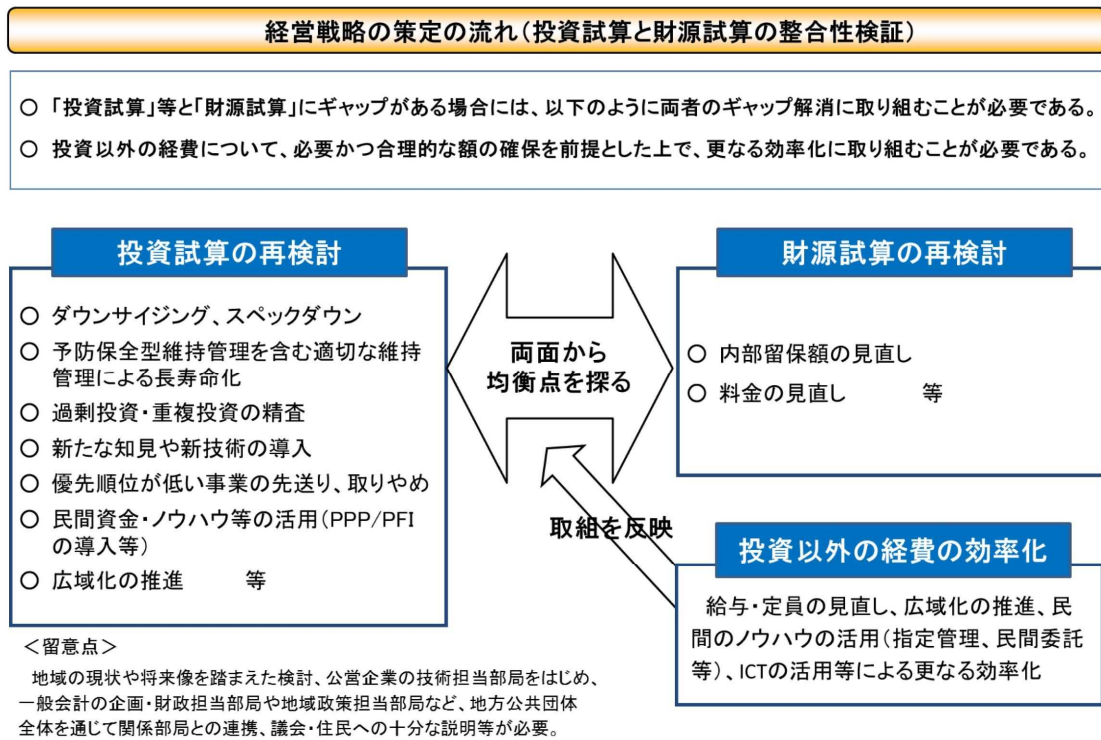 経営戦略の策定の流れ（投資試算と財源試算の整合性検証）
○ 「投資試算」等と「財源試算」にギャップがある場合には、以下のように両者のギャップ解消に取り組むことが必要である。
○ 投資以外の経費について、必要かつ合理的な額の確保を前提とした上で、更なる効率化に取り組むことが必要である。
投資試算の再検討
○ ダウンサイジング、スペックダウン
○ 予防保全型維持管理を含む適切な維持
管理による長寿命化
○ 過剰投資・重複投資の精査
○ 新たな知見や新技術の導入
○ 優先順位が低い事業の先送り、取りやめ
○ 民間資金・ノウハウ等の活用（PPP/PFI
の導入等）
○ 広域化の推進　　等
両面から
均衡点を探る
財源試算の再検討
○ 内部留保額の見直し
○ 料金の見直し　　　等
取組を反映
投資以外の経費の効率化
給与・定員の見直し、広域化の推進、民
間のノウハウの活用（指定管理、民間委託
等）、ICTの活用等による更なる効率化
＜留意点＞
地域の現状や将来像を踏まえた検討、公営企業の技術担当部局をはじめ、
一般会計の企画・財政担当部局や地域政策担当部局など、地方公共団体
全体を通じて関係部局との連携、議会・住民への十分な説明等が必要。